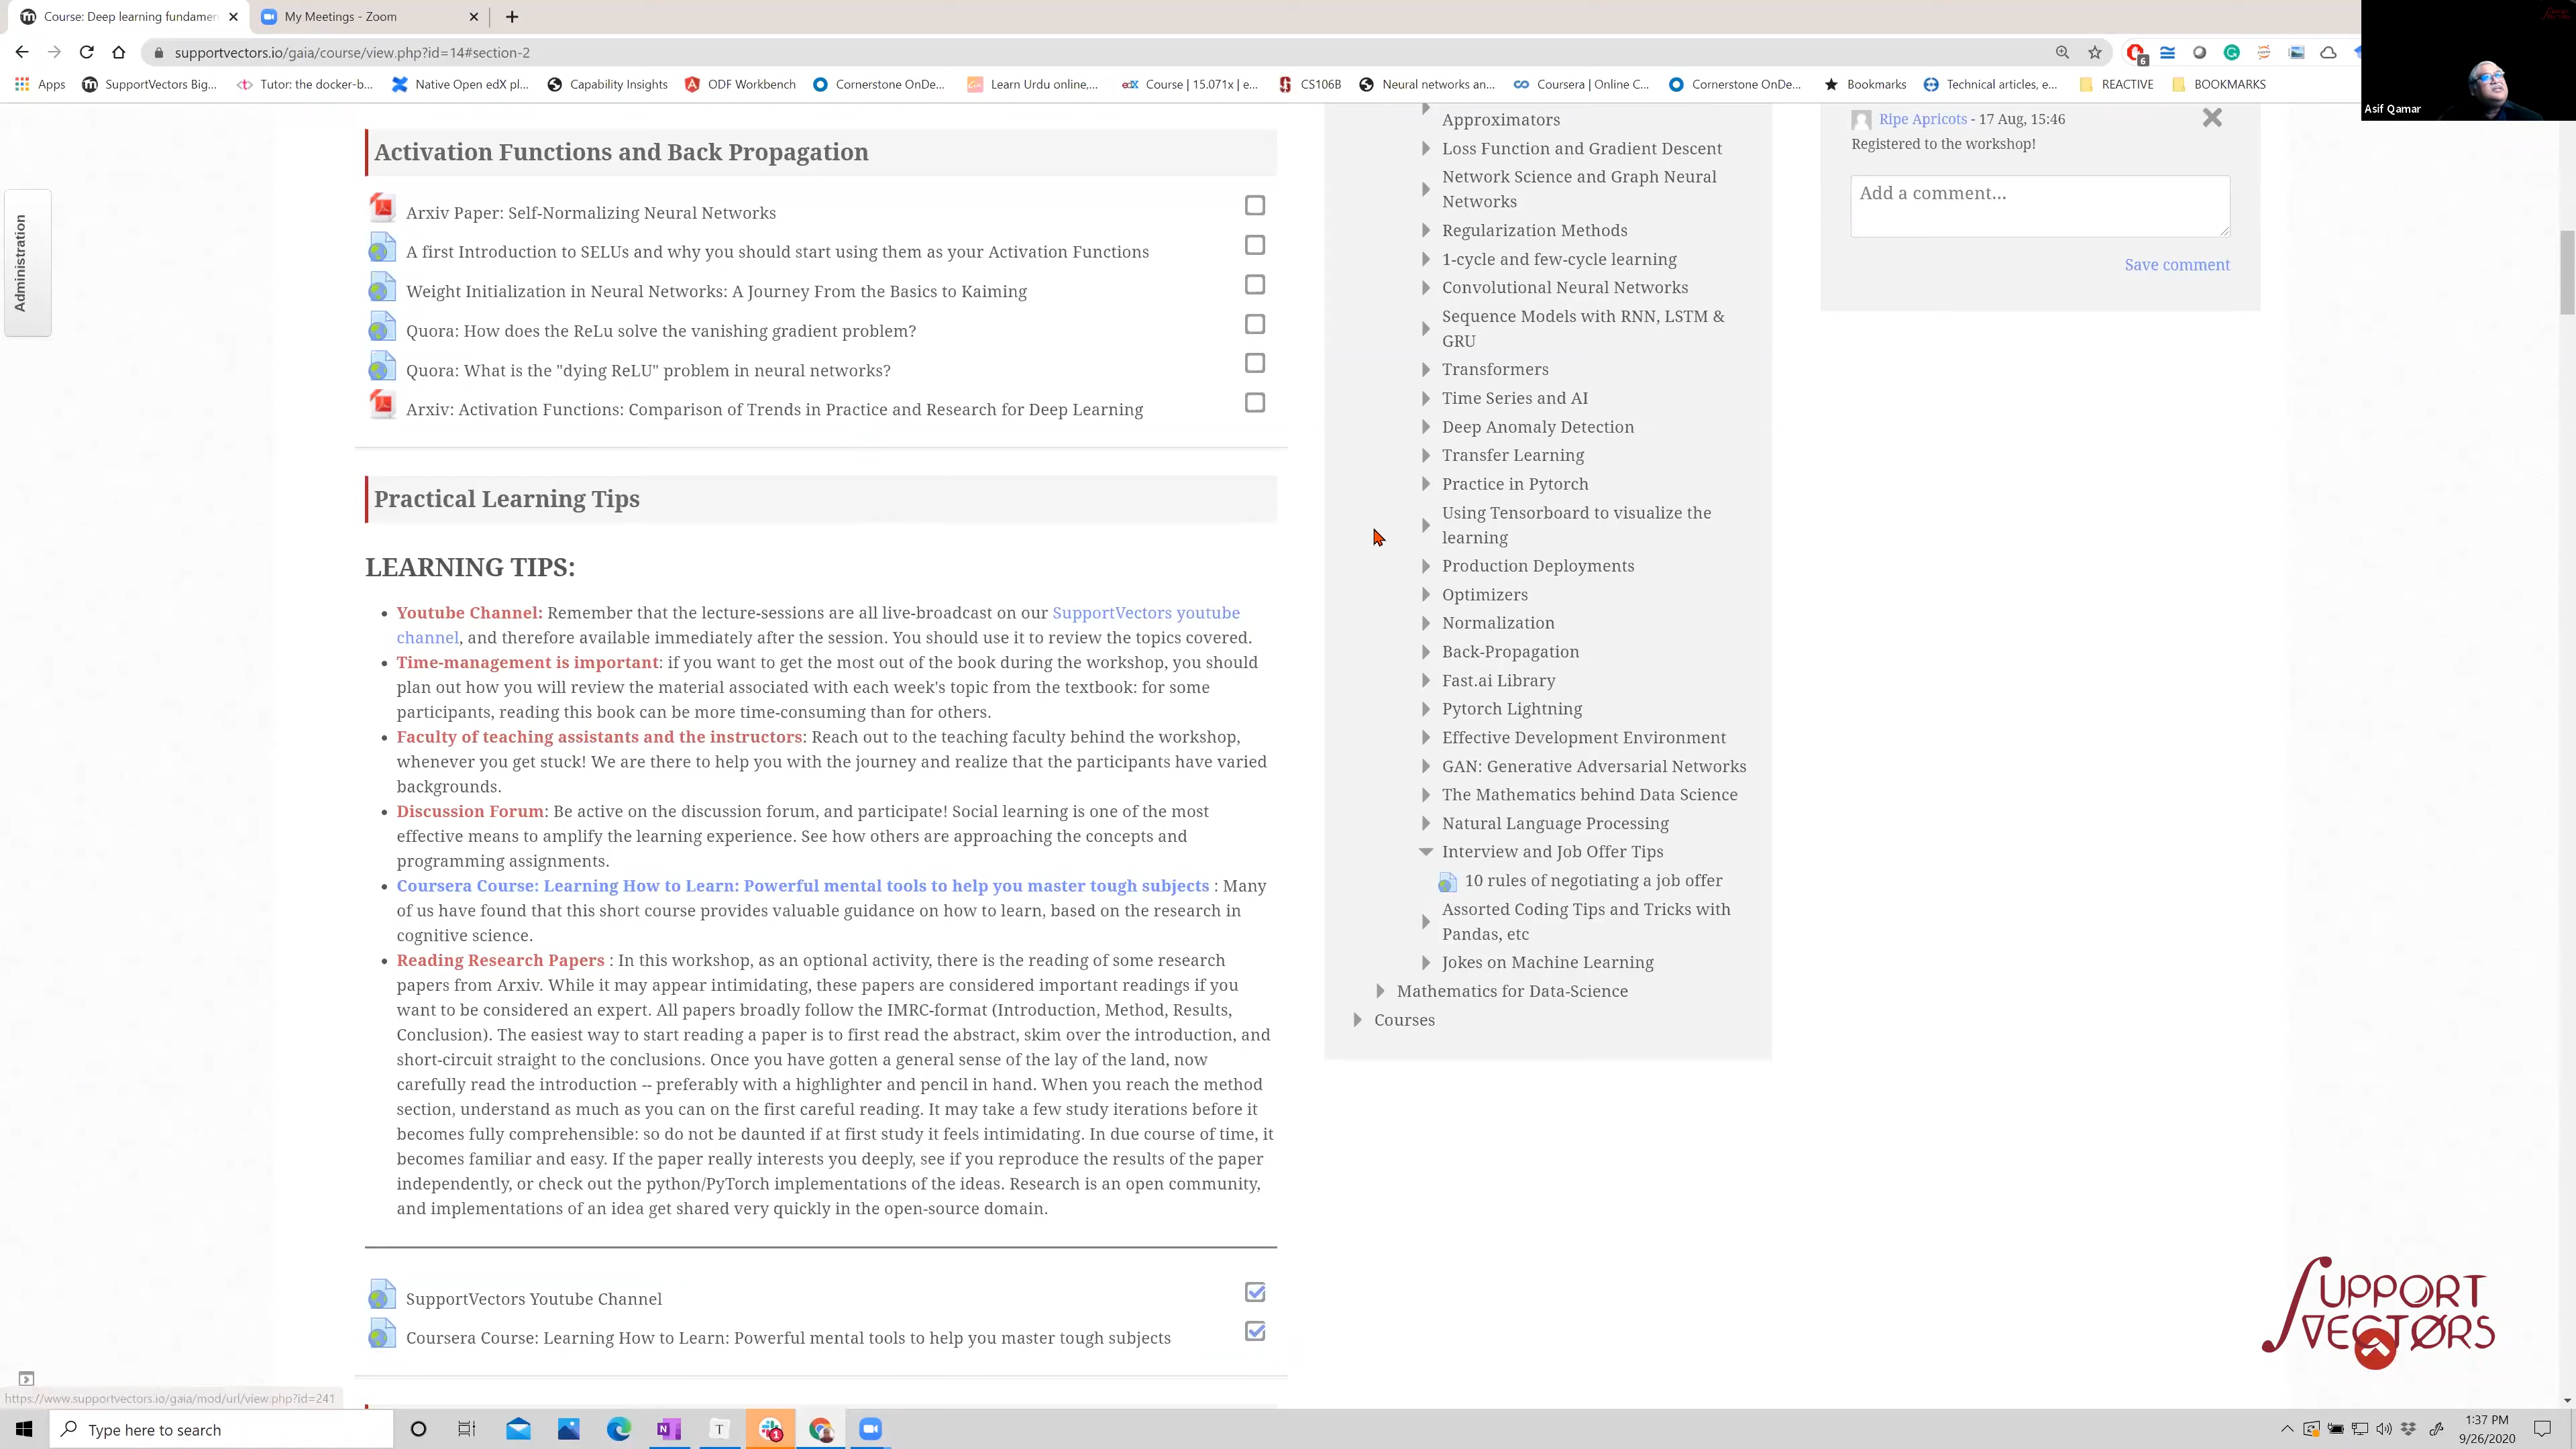 Course: Deep learning fundamen
My Meetings - Zoom
supportvectors.io/gaia/course/view.php?id=14#section-2
Apps
SupportVectors Big...
Tutor: the docker-b...
Native Open edX pl...
Capability Insights
ODF Workbench
Cornerstone OnDe...
Learn Urdu online,...
edX
Course | 15.071x | e...
CS106B
Neural networks an...
Coursera | Online C...
Cornerstone OnDe...
Bookmarks
Technical articles, e...
REACTIVE
BOOKMARKS
6
Asif Qamar
Administration
Activation Functions and Back Propagation
Arxiv Paper: Self-Normalizing Neural Networks
A first Introduction to SELUs and why you should start using them as your Activation Functions
Weight Initialization in Neural Networks: A Journey From the Basics to Kaiming
Quora: How does the ReLu solve the vanishing gradient problem?
Quora: What is the "dying ReLU" problem in neural networks?
Arxiv: Activation Functions: Comparison of Trends in Practice and Research for Deep Learning
Practical Learning Tips
LEARNING TIPS:
Youtube Channel: Remember that the lecture-sessions are all live-broadcast on our SupportVectors youtube
channel, and therefore available immediately after the session. You should use it to review the topics covered.
Time-management is important: if you want to get the most out of the book during the workshop, you should
plan out how you will review the material associated with each week's topic from the textbook: for some
participants, reading this book can be more time-consuming than for others.
Faculty of teaching assistants and the instructors: Reach out to the teaching faculty behind the workshop,
whenever you get stuck! We are there to help you with the journey and realize that the participants have varied
backgrounds.
Discussion Forum: Be active on the discussion forum, and participate! Social learning is one of the most
effective means to amplify the learning experience. See how others are approaching the concepts and
programming assignments.
Coursera Course: Learning How to Learn: Powerful mental tools to help you master tough subjects : Many
of us have found that this short course provides valuable guidance on how to learn, based on the research in
cognitive science.
Reading Research Papers : In this workshop, as an optional activity, there is the reading of some research
papers from Arxiv. While it may appear intimidating, these papers are considered important readings if you
want to be considered an expert. All papers broadly follow the IMRC-format (Introduction, Method, Results,
Conclusion). The easiest way to start reading a paper is to first read the abstract, skim over the introduction, and
short-circuit straight to the conclusions. Once you have gotten a general sense of the lay of the land, now
carefully read the introduction -- preferably with a highlighter and pencil in hand. When you reach the method
section, understand as much as you can on the first careful reading. It may take a few study iterations before it
becomes fully comprehensible: so do not be daunted if at first study it feels intimidating. In due course of time, it
becomes familiar and easy. If the paper really interests you deeply, see if you reproduce the results of the paper
independently, or check out the python/PyTorch implementations of the ideas. Research is an open community,
and implementations of an idea get shared very quickly in the open-source domain.
SupportVectors Youtube Channel
Coursera Course: Learning How to Learn: Powerful mental tools to help you master tough subjects
Approximators
Loss Function and Gradient Descent
Network Science and Graph Neural
Networks
Regularization Methods
1-cycle and few-cycle learning
Convolutional Neural Networks
Sequence Models with RNN, LSTM &
GRU
Transformers
Time Series and AI
Deep Anomaly Detection
Transfer Learning
Practice in Pytorch
Using Tensorboard to visualize the
learning
Production Deployments
Optimizers
Normalization
Back-Propagation
Fast.ai Library
Pytorch Lightning
Effective Development Environment
GAN: Generative Adversarial Networks
The Mathematics behind Data Science
Natural Language Processing
Interview and Job Offer Tips
10 rules of negotiating a job offer
Assorted Coding Tips and Tricks with
Pandas, etc
Jokes on Machine Learning
Mathematics for Data-Science
Courses
Ripe Apricots - 17 Aug, 15:46
Registered to the workshop!
Add a comment...
Save comment
SUPPORT
VECTORS
https://www.supportvectors.io/gaia/mod/url/view.php?id=241
Type here to search
1:37 PM
9/26/2020